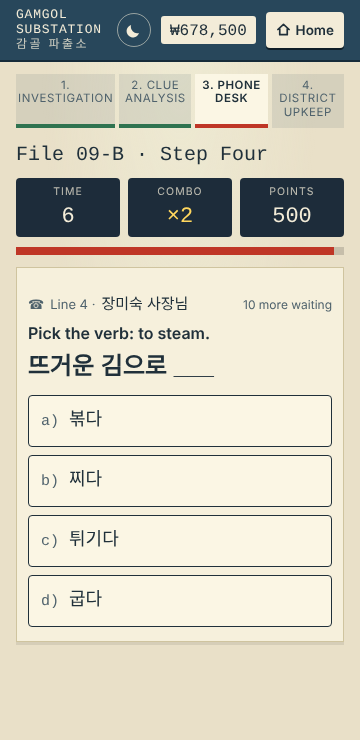 GAMGOL
SUBSTATION
감골 파출소
₩678,500
Home
1. INVESTIGATION
2. CLUE ANALYSIS
3. PHONE DESK
4. DISTRICT UPKEEP
File 09-B · Step Four
TIME
6
COMBO
×2
POINTS
500
☎ Line 4 · 장미숙 사장님
10 more waiting
Pick the verb: to steam.
뜨거운 김으로 ___
a) 볶다
b) 찌다
c) 튀기다
d) 굽다